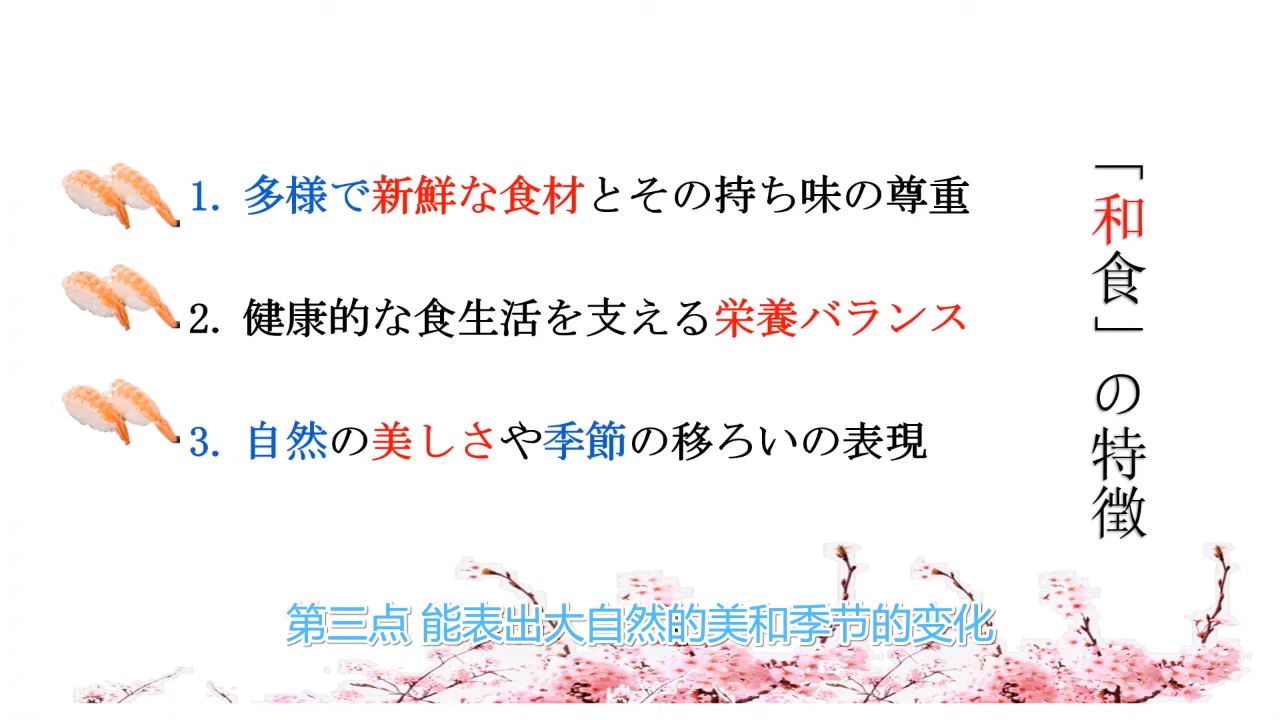 「和食」の特徴
1. 多様で新鮮な食材とその持ち味の尊重
2. 健康的な食生活を支える栄養バランス
3. 自然の美しさや季節の移ろいの表現
第三点 能表出大自然的美和季节的变化